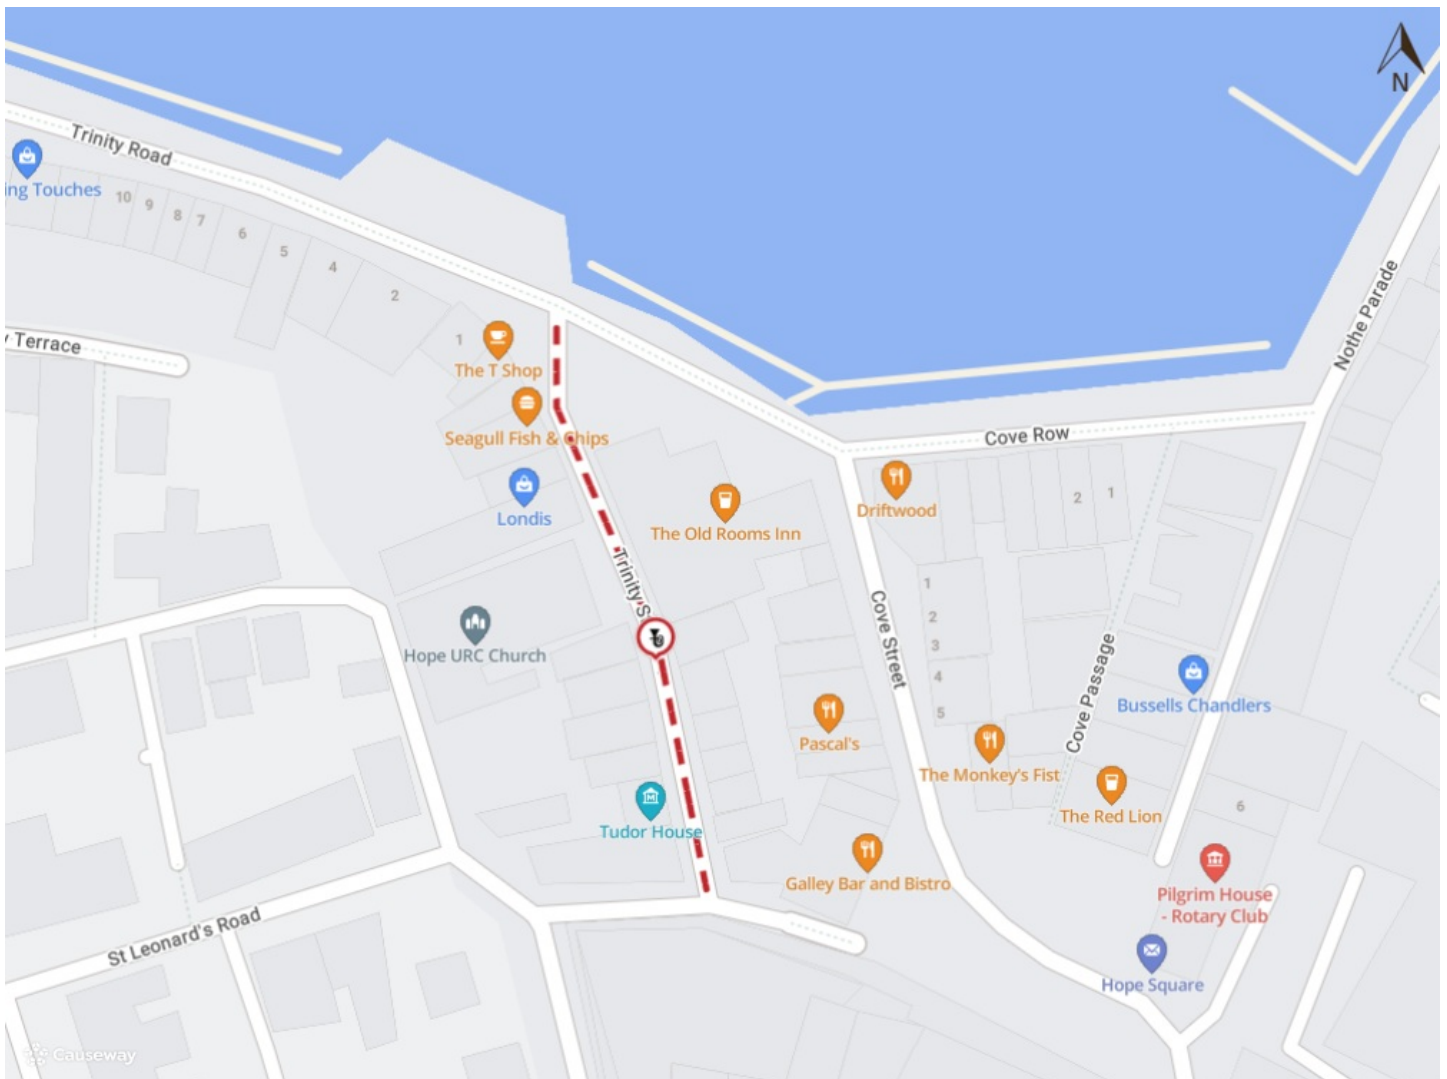 N
Trinity Road
ing Touches
10
9
8
7
6
5
4
2
1
Terrace
The T Shop
Seagull Fish & Chips
Londis
The Old Rooms Inn
Trinity S
Hope URC Church
Tudor House
Cove Row
Nothe Parade
Driftwood
2
1
1
2
3
4
5
Cove Street
Cove Passage
Pascal's
The Monkey's Fist
Bussells Chandlers
The Red Lion
6
Galley Bar and Bistro
Pilgrim House
- Rotary Club
Hope Square
St Leonard's Road
Causeway